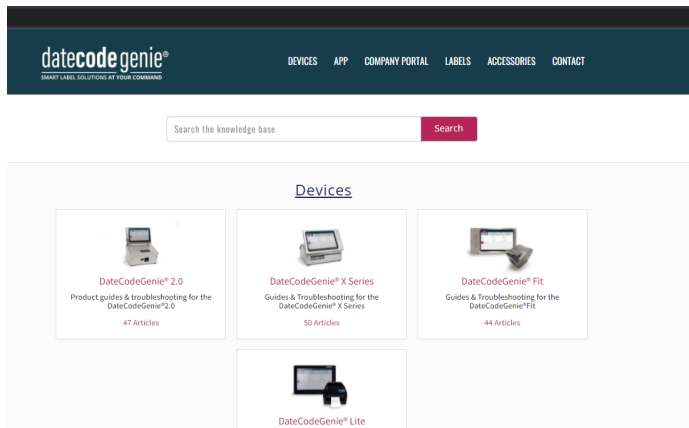 datecodegenie®
SMART LABEL SOLUTIONS AT YOUR COMMAND
DEVICES APP COMPANY PORTAL LABELS ACCESSORIES CONTACT
Search the knowledge base Search
Devices
DateCodeGenie® 2.0
Product guides & troubleshooting for the
DateCodeGenie®2.0
47 Articles
DateCodeGenie® X Series
Guides & Troubleshooting for the
DateCodeGenie® X Series
50 Articles
DateCodeGenie® Fit
Guides & Troubleshooting for the
DateCodeGenie®Fit
44 Articles
DateCodeGenie® Lite